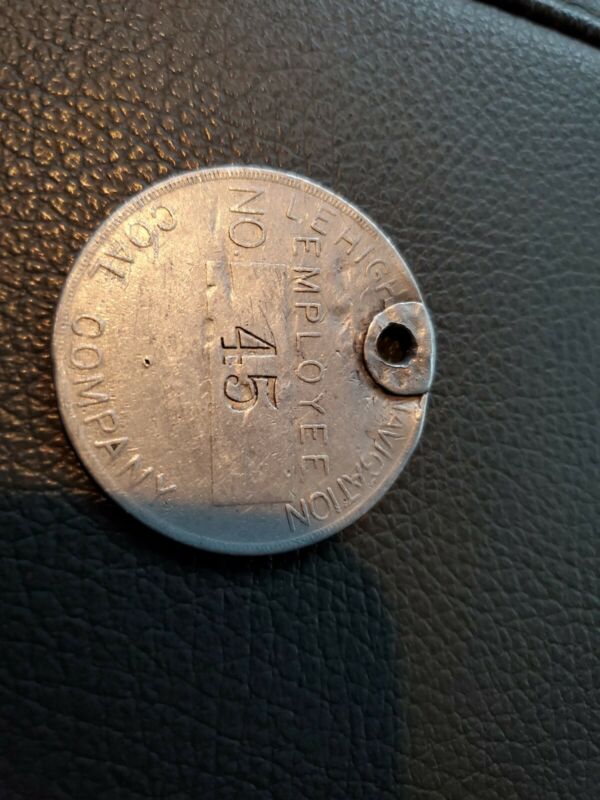 LEHIGH NAVIGATION
EMPLOYEE
NO. 45
COAL COMPANY